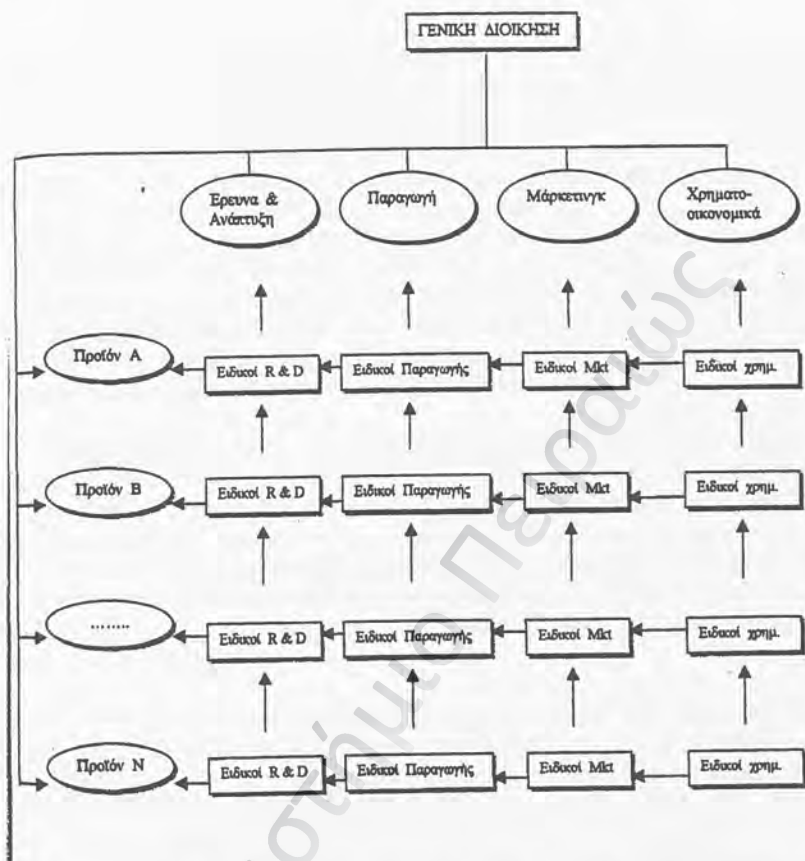 ΓΕΝΙΚΗ ΔΙΟΙΚΗΣΗ
Ερευνα &
Ανάπτυξη
Παραγωγή
Μάρκετινγκ
Χρηματο-
οικονομικά
Προϊόν Α
Ειδικοί R & D
Ειδικοί Παραγωγής
Ειδικοί Mkt
Ειδικοί χρημ.
Προϊόν Β
Ειδικοί R & D
Ειδικοί Παραγωγής
Ειδικοί Mkt
Ειδικοί χρημ.
........
Ειδικοί R & D
Ειδικοί Παραγωγής
Ειδικοί Mkt
Ειδικοί χρημ.
Προϊόν Ν
Ειδικοί R & D
Ειδικοί Παραγωγής
Ειδικοί Mkt
Ειδικοί χρημ.
Πειραιώς